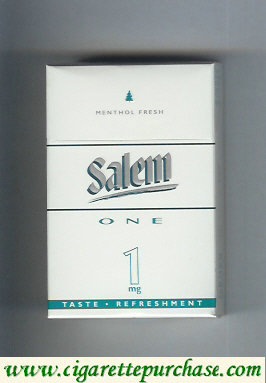 MENTHOL FRESH
Salem
ONE
1
mg
TASTE • REFRESHMENT
www.cigarettepurchase.com